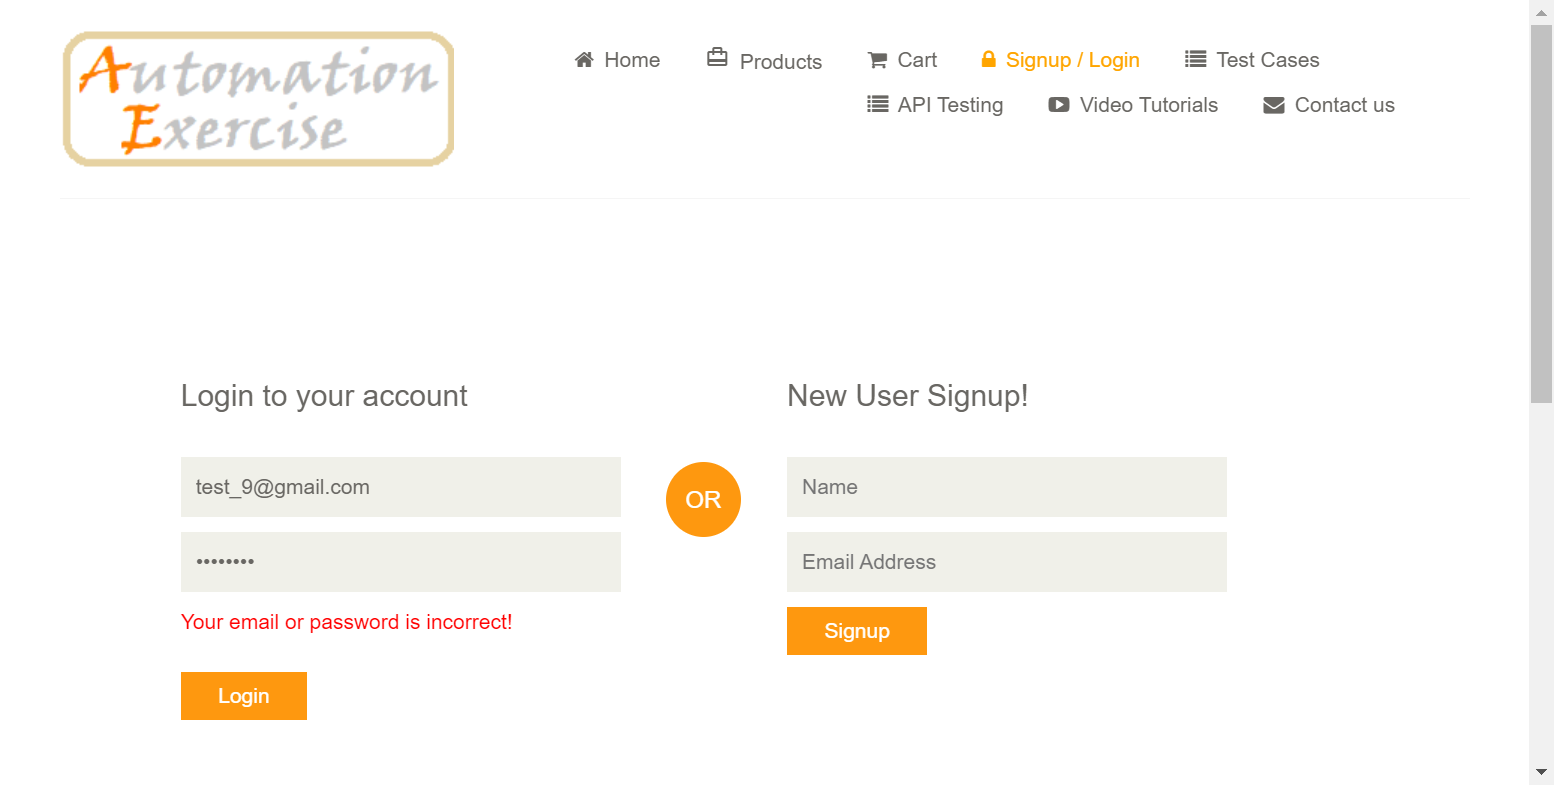 Automation
Exercise
Home Products Cart Signup / Login Test Cases
API Testing Video Tutorials Contact us
Login to your account
test_9@gmail.com
••••••••
Your email or password is incorrect!
Login
OR
New User Signup!
Name
Email Address
Signup